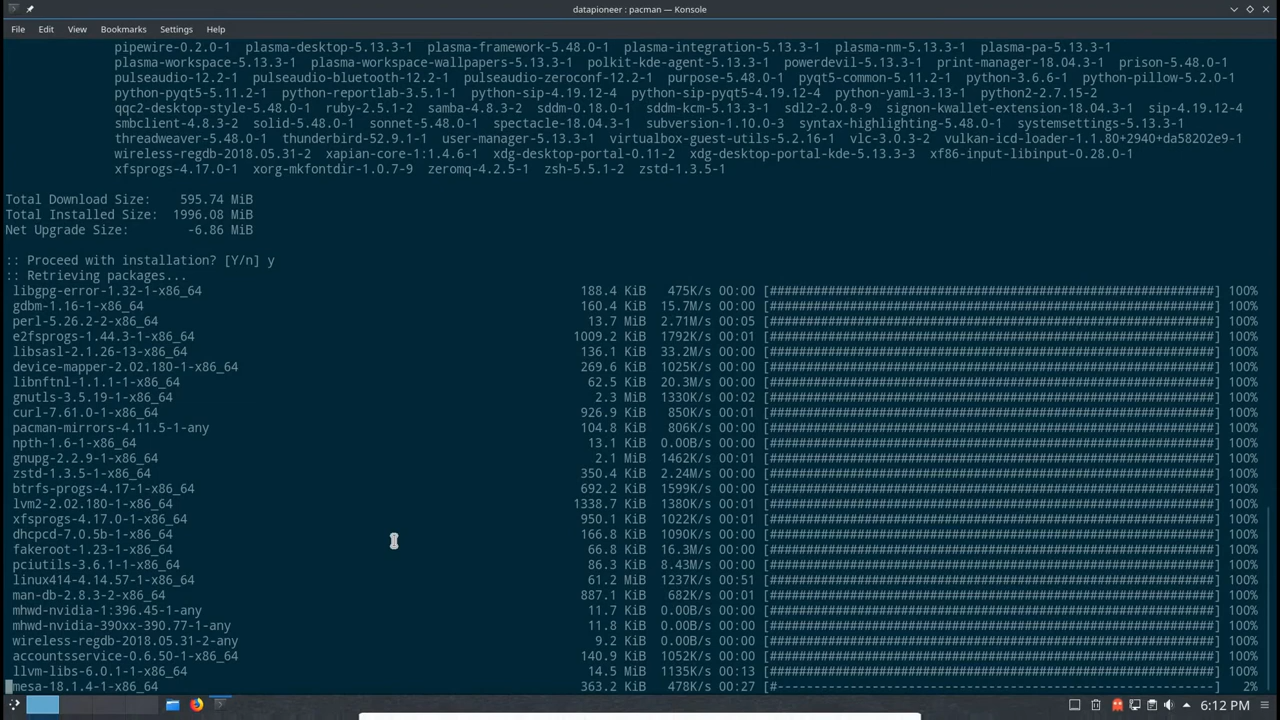 datapioneer : pacman — Konsole
File Edit View Bookmarks Settings Help
pipewire-0.2.0-1 plasma-desktop-5.13.3-1 plasma-framework-5.48.0-1 plasma-integration-5.13.3-1 plasma-nm-5.13.3-1 plasma-pa-5.13.3-1
plasma-workspace-5.13.3-1 plasma-workspace-wallpapers-5.13.3-1 polkit-kde-agent-5.13.3-1 powerdevil-5.13.3-1 print-manager-18.04.3-1 prison-5.48.0-1
pulseaudio-12.2-1 pulseaudio-bluetooth-12.2-1 pulseaudio-zeroconf-12.2-1 purpose-5.48.0-1 pyqt5-common-5.11.2-1 python-3.6.6-1 python-pillow-5.2.0-1
python-pyqt5-5.11.2-1 python-reportlab-3.5.1-1 python-sip-4.19.12-4 python-sip-pyqt5-4.19.12-4 python-yaml-3.13-1 python2-2.7.15-2
qqc2-desktop-style-5.48.0-1 ruby-2.5.1-2 samba-4.8.3-2 sddm-0.18.0-1 sddm-kcm-5.13.3-1 sdl2-2.0.8-9 signon-kwallet-extension-18.04.3-1 sip-4.19.12-4
smbclient-4.8.3-2 solid-5.48.0-1 sonnet-5.48.0-1 spectacle-18.04.3-1 subversion-1.10.0-3 syntax-highlighting-5.48.0-1 systemsettings-5.13.3-1
threadweaver-5.48.0-1 thunderbird-52.9.1-1 user-manager-5.13.3-1 virtualbox-guest-utils-5.2.16-1 vlc-3.0.3-2 vulkan-icd-loader-1.1.80+2940+da58202e9-1
wireless-regdb-2018.05.31-2 xapian-core-1:1.4.6-1 xdg-desktop-portal-0.11-2 xdg-desktop-portal-kde-5.13.3-3 xf86-input-libinput-0.28.0-1
xfsprogs-4.17.0-1 xorg-mkfontdir-1.0.7-9 zeromq-4.2.5-1 zsh-5.5.1-2 zstd-1.3.5-1
Total Download Size: 595.74 MiB
Total Installed Size: 1996.08 MiB
Net Upgrade Size: -6.86 MiB
:: Proceed with installation? [Y/n] y
:: Retrieving packages...
libgpg-error-1.32-1-x86_64 188.4 KiB 475K/s 00:00 [######################################################] 100%
gdbm-1.16-1-x86_64 160.4 KiB 15.7M/s 00:00 [######################################################] 100%
perl-5.26.2-2-x86_64 13.7 MiB 2.71M/s 00:05 [######################################################] 100%
e2fsprogs-1.44.3-1-x86_64 1009.2 KiB 1792K/s 00:01 [######################################################] 100%
libsasl-2.1.26-13-x86_64 136.1 KiB 33.2M/s 00:00 [######################################################] 100%
device-mapper-2.02.180-1-x86_64 269.6 KiB 1025K/s 00:00 [######################################################] 100%
libnftnl-1.1.1-1-x86_64 62.5 KiB 20.3M/s 00:00 [######################################################] 100%
gnutls-3.5.19-1-x86_64 2.3 MiB 1330K/s 00:02 [######################################################] 100%
curl-7.61.0-1-x86_64 926.9 KiB 850K/s 00:01 [######################################################] 100%
pacman-mirrors-4.11.5-1-any 104.8 KiB 806K/s 00:00 [######################################################] 100%
npth-1.6-1-x86_64 13.1 KiB 0.00B/s 00:00 [######################################################] 100%
gnupg-2.2.9-1-x86_64 2.1 MiB 1462K/s 00:01 [######################################################] 100%
zstd-1.3.5-1-x86_64 350.4 KiB 2.24M/s 00:00 [######################################################] 100%
btrfs-progs-4.17-1-x86_64 692.2 KiB 1599K/s 00:00 [######################################################] 100%
lvm2-2.02.180-1-x86_64 1338.7 KiB 1380K/s 00:01 [######################################################] 100%
xfsprogs-4.17.0-1-x86_64 950.1 KiB 1022K/s 00:01 [######################################################] 100%
dhcpcd-7.0.5b-1-x86_64 166.8 KiB 1090K/s 00:00 [######################################################] 100%
fakeroot-1.23-1-x86_64 66.8 KiB 16.3M/s 00:00 [######################################################] 100%
pciutils-3.6.1-1-x86_64 86.3 KiB 8.43M/s 00:00 [######################################################] 100%
linux414-4.14.57-1-x86_64 61.2 MiB 1237K/s 00:51 [######################################################] 100%
man-db-2.8.3-2-x86_64 887.1 KiB 682K/s 00:01 [######################################################] 100%
mhwd-nvidia-1:396.45-1-any 11.7 KiB 0.00B/s 00:00 [######################################################] 100%
mhwd-nvidia-390xx-390.77-1-any 11.8 KiB 0.00B/s 00:00 [######################################################] 100%
wireless-regdb-2018.05.31-2-any 9.2 KiB 0.00B/s 00:00 [######################################################] 100%
accountsservice-0.6.50-1-x86_64 140.9 KiB 1052K/s 00:00 [######################################################] 100%
llvm-libs-6.0.1-1-x86_64 14.5 MiB 1135K/s 00:13 [######################################################] 100%
mesa-18.1.4-1-x86_64 363.2 KiB 478K/s 00:27 [#-----------------------------------------------------] 2%
6:12 PM